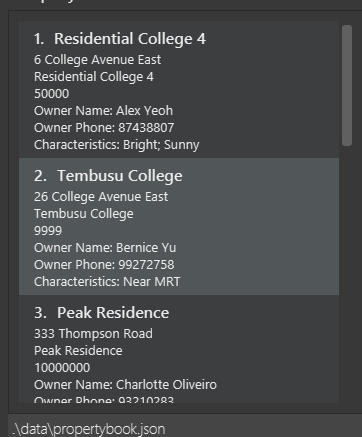 1. Residential College 4
6 College Avenue East
Residential College 4
50000
Owner Name: Alex Yeoh
Owner Phone: 87438807
Characteristics: Bright; Sunny
2. Tembusu College
26 College Avenue East
Tembusu College
9999
Owner Name: Bernice Yu
Owner Phone: 99272758
Characteristics: Near MRT
3. Peak Residence
333 Thompson Road
Peak Residence
10000000
Owner Name: Charlotte Oliveiro
Owner Phone: 93210283
.\data\propertybook.json